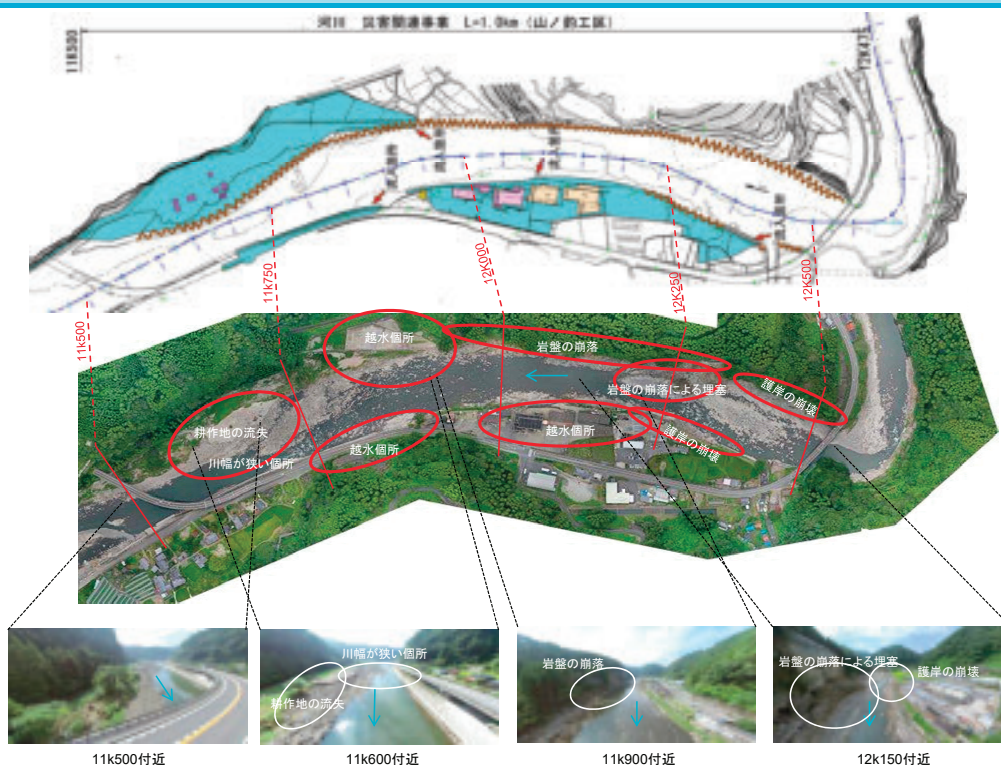 河川 災害関連事業 L=1.0km (山ノ釣工区)
11K500
12K475
11k500
11k750
12k000
12K250
12K500
越水個所
岩盤の崩落
岩盤の崩落による埋塞
護岸の崩壊
耕作地の流失
川幅が狭い個所
越水個所
越水個所
護岸の崩壊
川幅が狭い個所
耕作地の流失
岩盤の崩落
岩盤の崩落による埋塞
護岸の崩壊
11k500付近
11k600付近
11k900付近
12k150付近